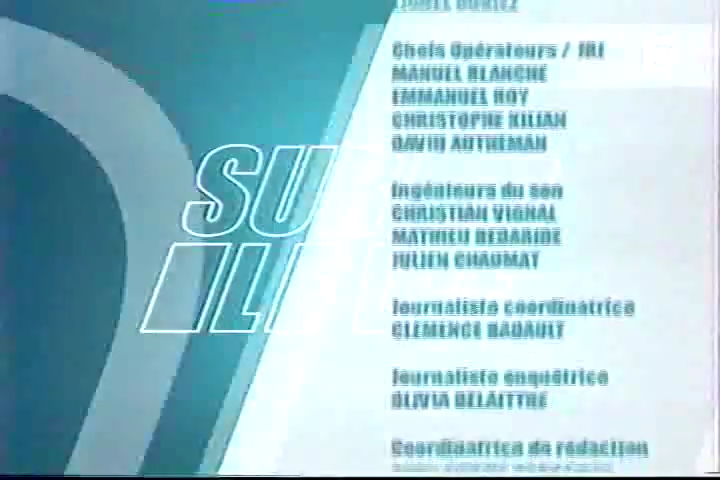 Chefs Opérateurs / JRI
MANUEL BLANCHE
EMMANUEL ROY
CHRISTOPHE KILIAN
DAVID AUTHEMAN
Ingénieurs du son
CHRISTIAN VIGNAL
MATHIEU BEDARIDE
JULIEN CHAUMAT
Journaliste coordinatrice
CLEMENCE BADAULT
Journaliste enquêtrice
OLIVIA DELAITTRE
Coordinatrice de rédaction